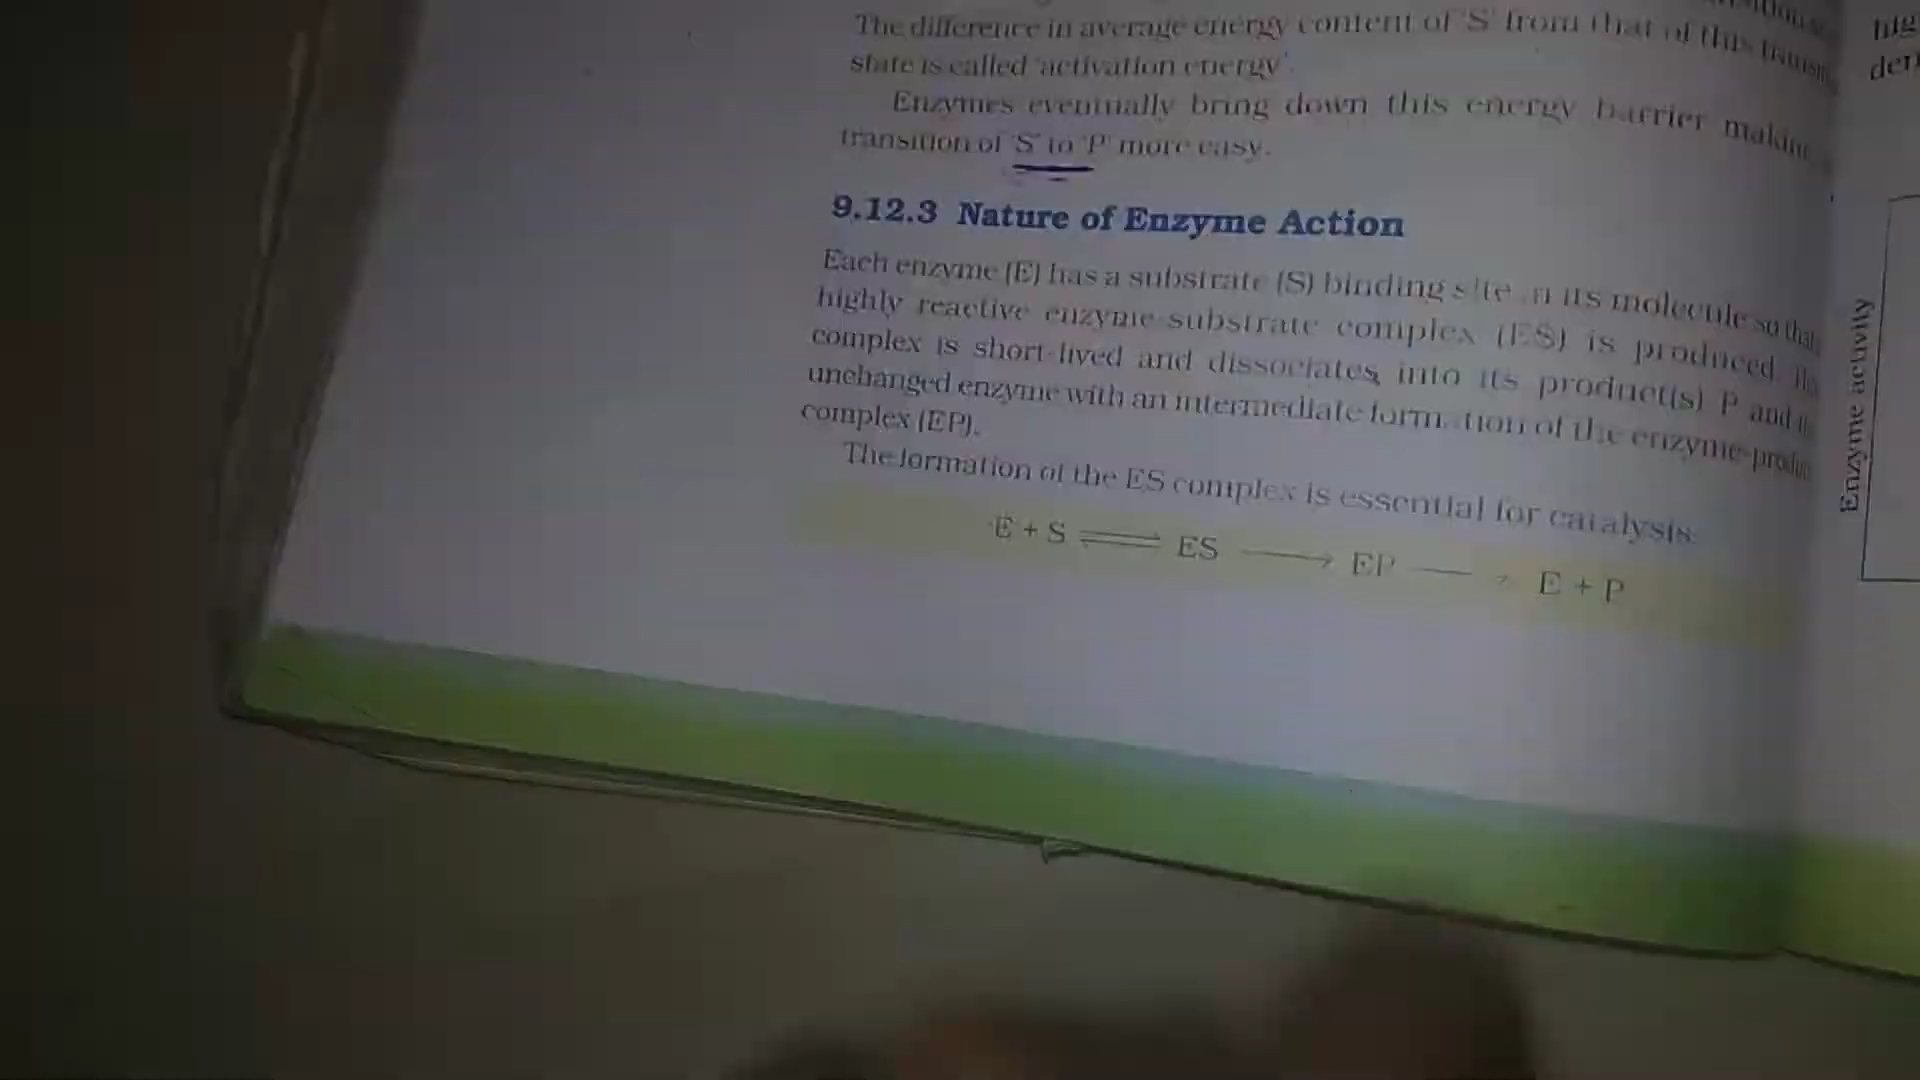 The difference in average energy content of 'S' from that of this
state is called 'activation energy'.
Enzymes eventually bring down this energy barrier making
transition of 'S' to 'P' more easy.
9.12.3 Nature of Enzyme Action
Each enzyme (E) has a substrate (S) binding site in its molecule so that
highly reactive enzyme-substrate complex (ES) is produced.
complex is short-lived and dissociates into its product(s) P and
unchanged enzyme with an intermediate formation of the enzyme-product
complex (EP).
The formation of the ES complex is essential for catalysis.
E + S ⇌ ES ⟶ EP ⟶ E + P
Enzyme activity